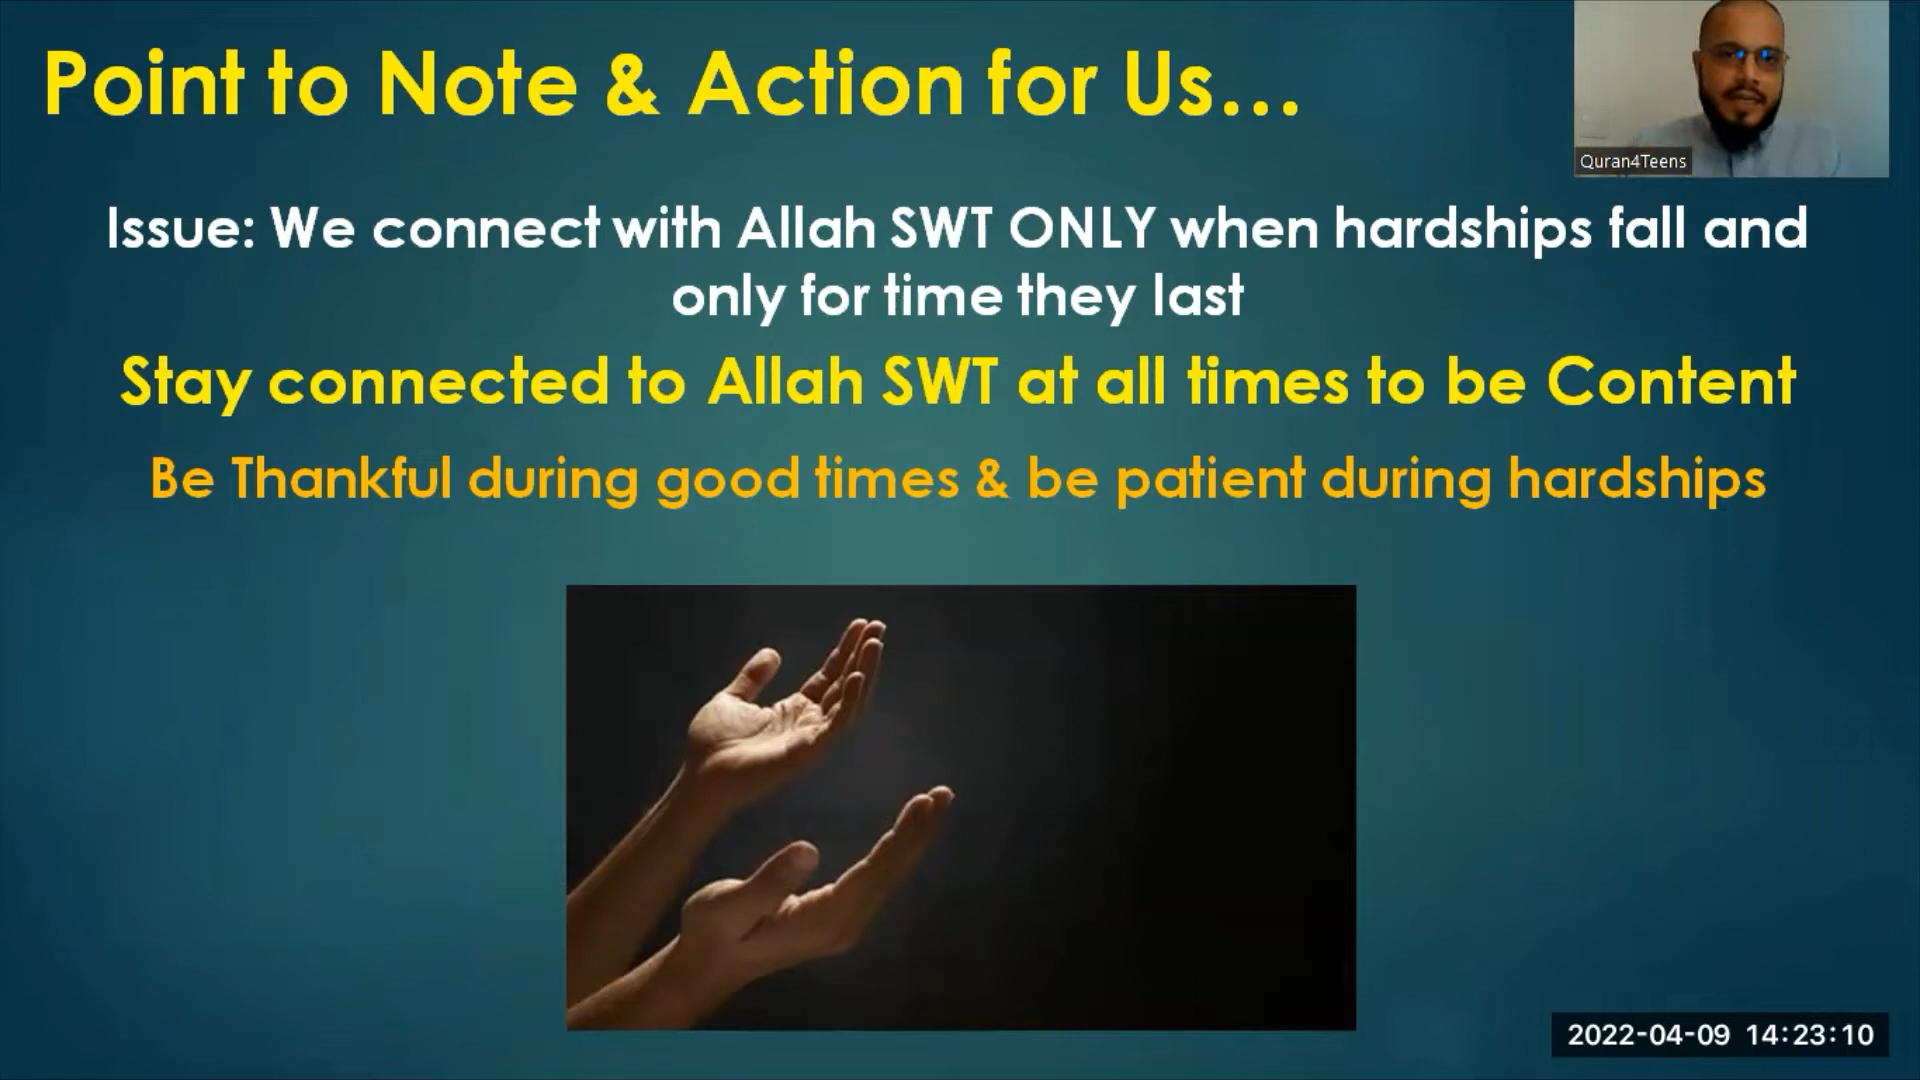 Point to Note & Action for Us...
Quran4Teens
Issue: We connect with Allah SWT ONLY when hardships fall and
only for time they last
Stay connected to Allah SWT at all times to be Content
Be Thankful during good times & be patient during hardships
2022-04-09 14:23:10